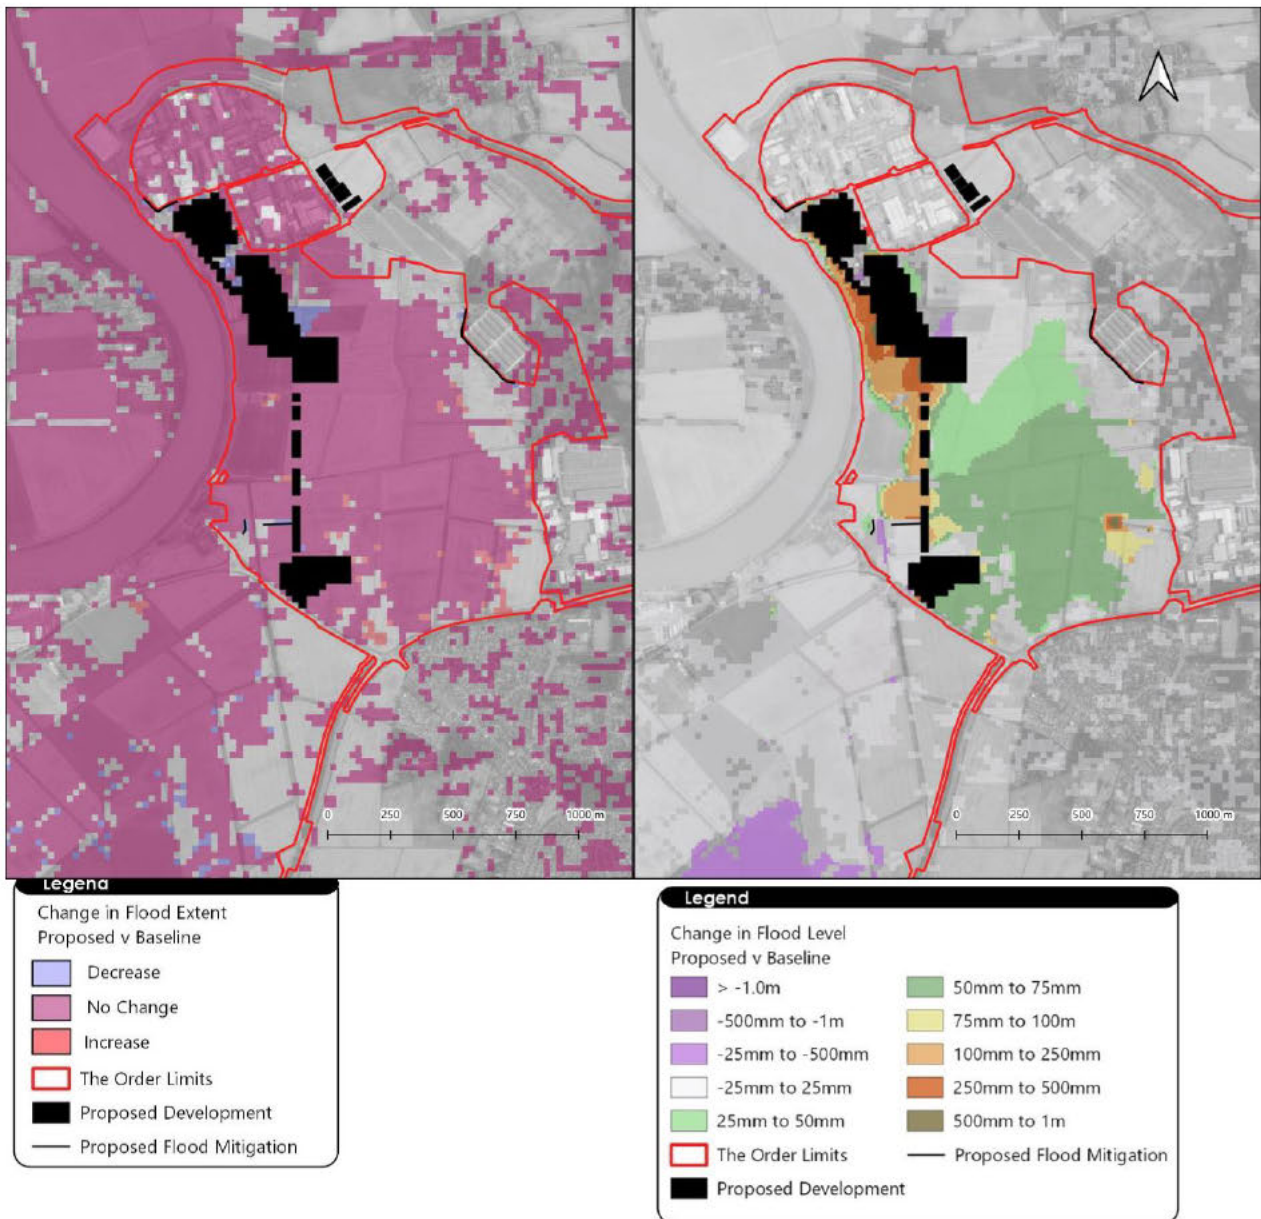 0 250 500 750 1000 m
0 250 500 750 1000 m
Legend
Change in Flood Extent
Proposed v Baseline
Decrease
No Change
Increase
The Order Limits
Proposed Development
Proposed Flood Mitigation
Legend
Change in Flood Level
Proposed v Baseline
> -1.0m
-500mm to -1m
-25mm to -500mm
-25mm to 25mm
25mm to 50mm
The Order Limits
Proposed Development
50mm to 75mm
75mm to 100m
100mm to 250mm
250mm to 500mm
500mm to 1m
Proposed Flood Mitigation